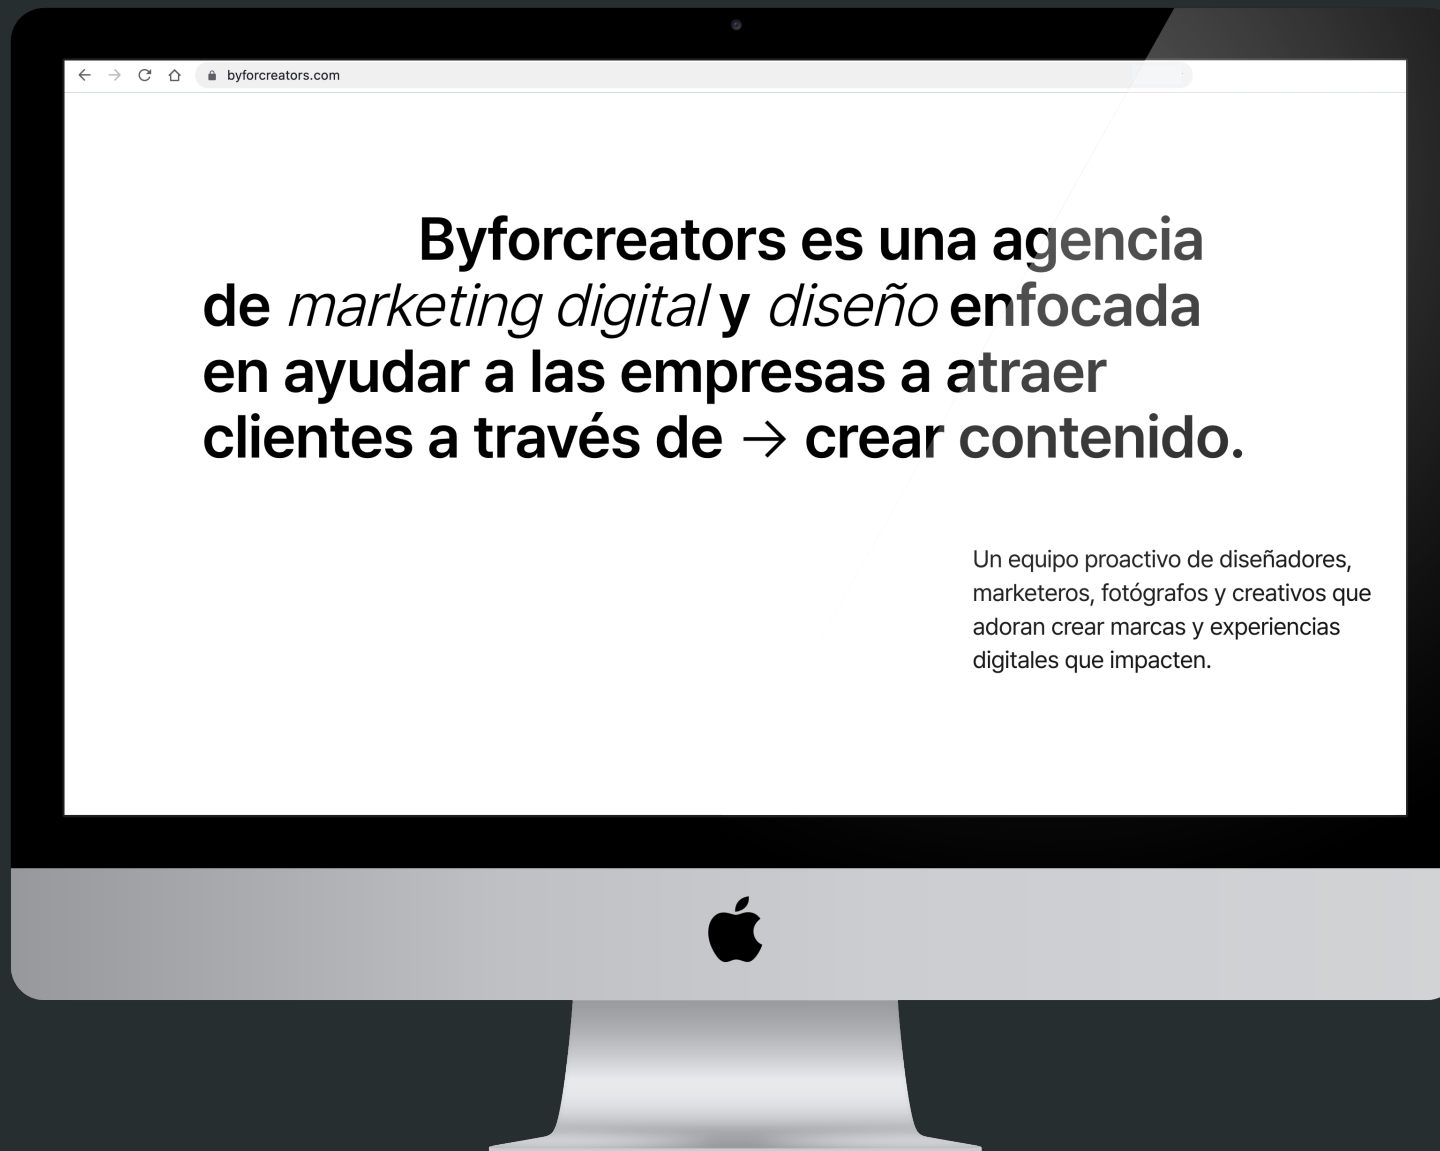 byforcreators.com
Byforcreators es una agencia
de marketing digital y diseño enfocada
en ayudar a las empresas a atraer
clientes a través de → crear contenido.
Un equipo proactivo de diseñadores,
marketeros, fotógrafos y creativos que
adoran crear marcas y experiencias
digitales que impacten.